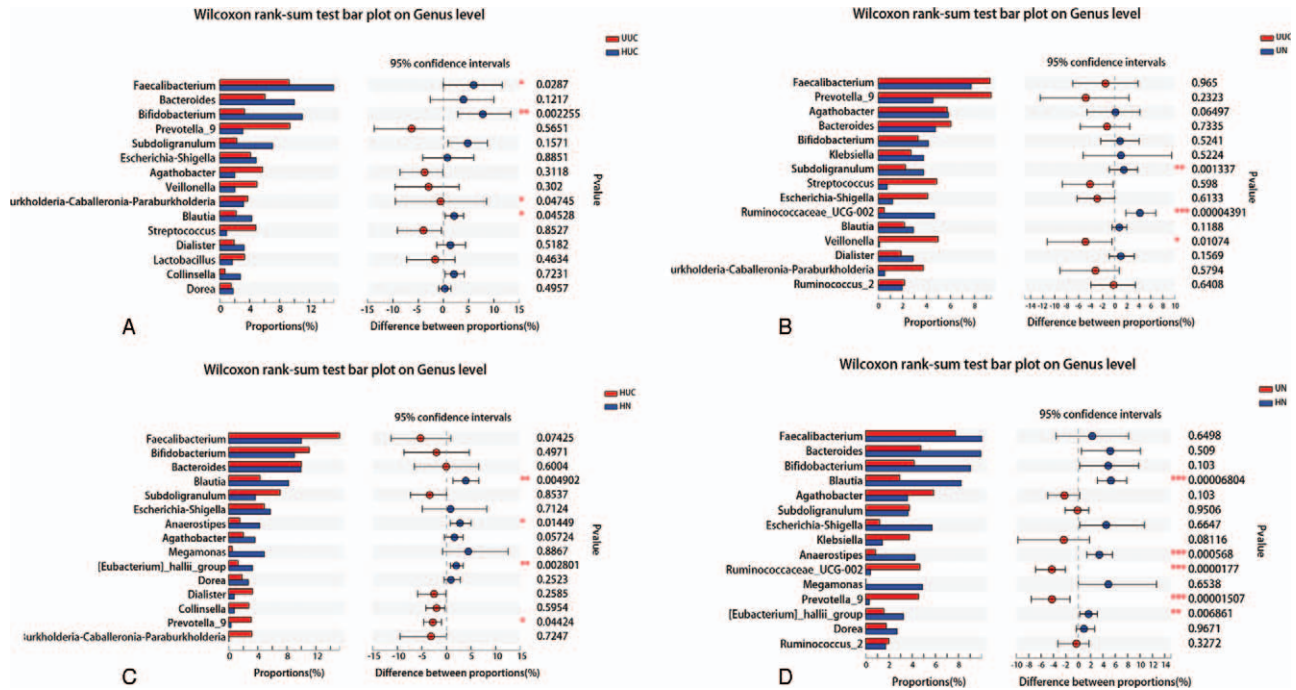 Wilcoxon rank-sum test bar plot on Genus level
UUC
HUC
95% confidence intervals
Faecalibacterium 0.0287
Bacteroides 0.1217
Bifidobacterium 0.002255
Prevotella_9 0.5651
Subdoligranulum 0.1571
Escherichia-Shigella 0.8851
Agathobacter 0.3118
Veillonella 0.302
urkholderia-Caballeronia-Paraburkholderia * 0.04745
Blautia * 0.04528
Streptococcus 0.8527
Dialister 0.5182
Lactobacillus 0.4634
Collinsella 0.7231
Dorea 0.4957
Pvalue
0 2 4 6 8 12 -15 -10 -5 0 5 10 15
A Proportions(%) Difference between proportions(%)
Wilcoxon rank-sum test bar plot on Genus level
UUC
UN
95% confidence intervals
Faecalibacterium 0.965
Prevotella_9 0.2323
Agathobacter 0.06497
Bacteroides 0.7335
Bifidobacterium 0.5241
Klebsiella 0.5224
Subdoligranulum ** 0.001337
Streptococcus 0.598
Escherichia-Shigella 0.6133
Ruminococcaceae_UCG-002 *** 0.00004391
Blautia 0.1188
Veillonella * 0.01074
Dialister 0.1569
urkholderia-Caballeronia-Paraburkholderia 0.5794
Ruminococcus_2 0.6408
Pvalue
0 2 4 6 8 -14 -12 -10 -8 -6 -4 -2 0 2 4 6 8 10
B Proportions(%) Difference between proportions(%)
Wilcoxon rank-sum test bar plot on Genus level
HUC
HN
95% confidence intervals
Faecalibacterium 0.07425
Bifidobacterium 0.4971
Bacteroides 0.6004
Blautia ** 0.004902
Subdoligranulum 0.8537
Escherichia-Shigella 0.7124
Anaerostipes * 0.01449
Agathobacter 0.05724
Megamonas 0.8867
[Eubacterium]_hallii_group ** 0.002801
Dorea 0.2523
Dialister 0.2585
Collinsella 0.5954
Prevotella_9 * 0.04424
urkholderia-Caballeronia-Paraburkholderia 0.7247
Pvalue
0 2 4 6 8 12 -15 -10 -5 0 5 10 15
C Proportions(%) Difference between proportions(%)
Wilcoxon rank-sum test bar plot on Genus level
UN
HN
95% confidence intervals
Faecalibacterium 0.6498
Bacteroides 0.509
Bifidobacterium 0.103
Blautia *** 0.00006804
Agathobacter 0.103
Subdoligranulum 0.9506
Escherichia-Shigella 0.6647
Klebsiella 0.08116
Anaerostipes *** 0.000568
Ruminococcaceae_UCG-002 *** 0.0000177
Megamonas 0.6538
Prevotella_9 *** 0.00001507
[Eubacterium]_hallii_group ** 0.006861
Dorea 0.9671
Ruminococcus_2 0.3272
Pvalue
0 2 4 6 8 -10 -8 -6 -4 -2 0 2 4 6 8 10 12 14
D Proportions(%) Difference between proportions(%)